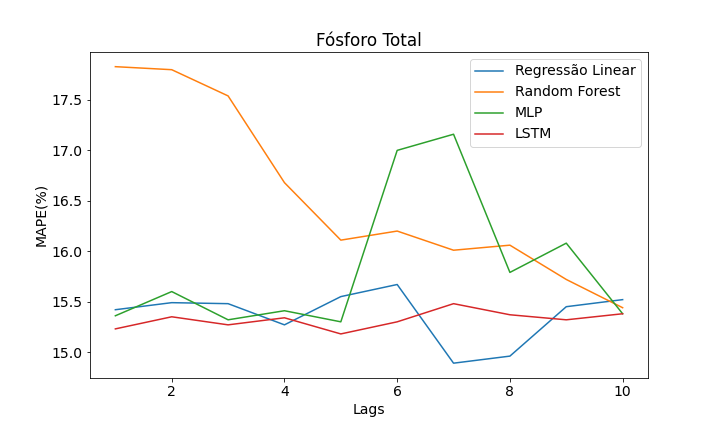 Fósforo Total
Regressão Linear
Random Forest
MLP
LSTM
MAPE(%)
17.5
17.0
16.5
16.0
15.5
15.0
2 4 6 8 10
Lags